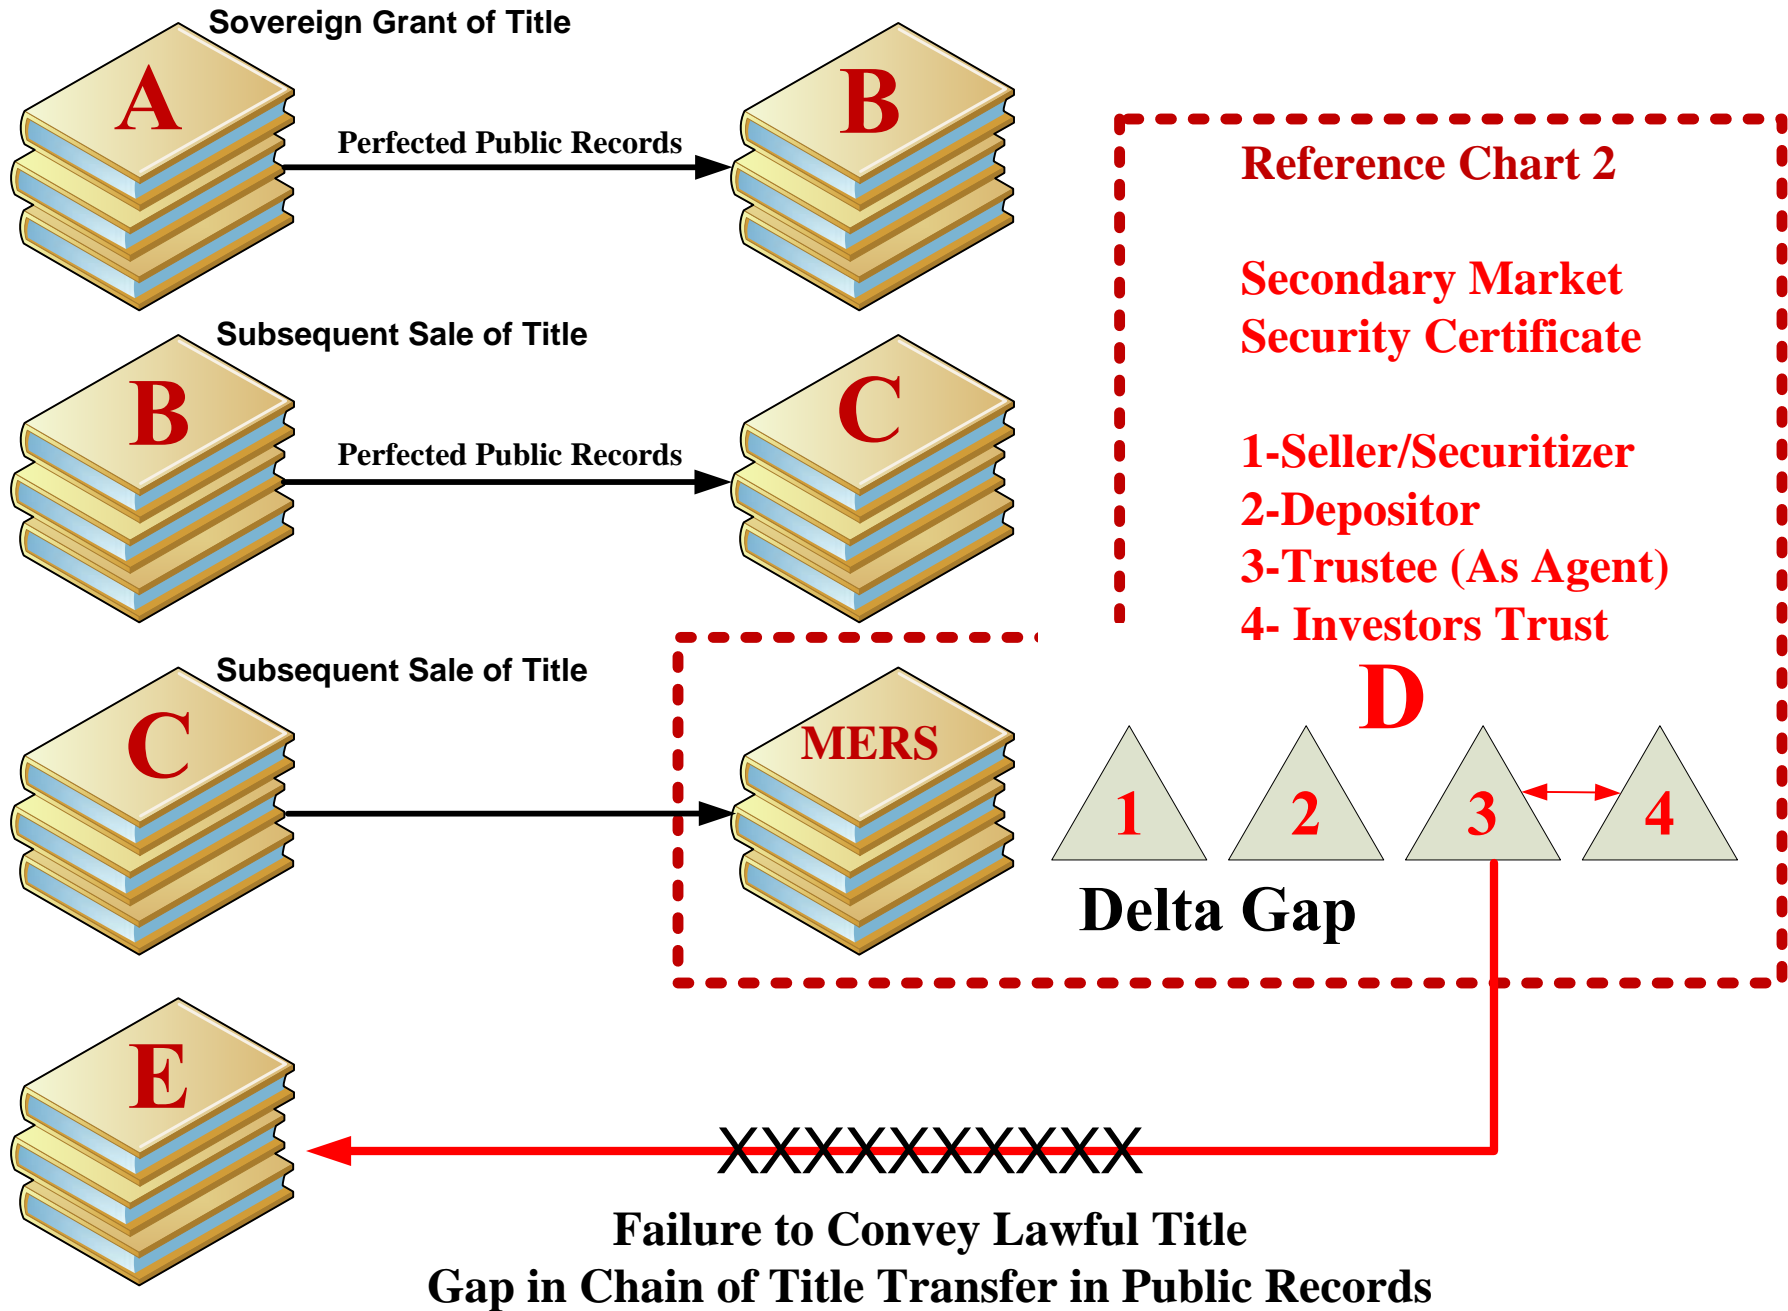 Sovereign Grant of Title
A
Perfected Public Records
B
Subsequent Sale of Title
B
Perfected Public Records
C
Subsequent Sale of Title
C
MERS
Reference Chart 2
Secondary Market
Security Certificate
1-Seller/Securitizer
2-Depositor
3-Trustee (As Agent)
4- Investors Trust
D
1
2
3
4
Delta Gap
E
XXXXXXXXXX
Failure to Convey Lawful Title
Gap in Chain of Title Transfer in Public Records